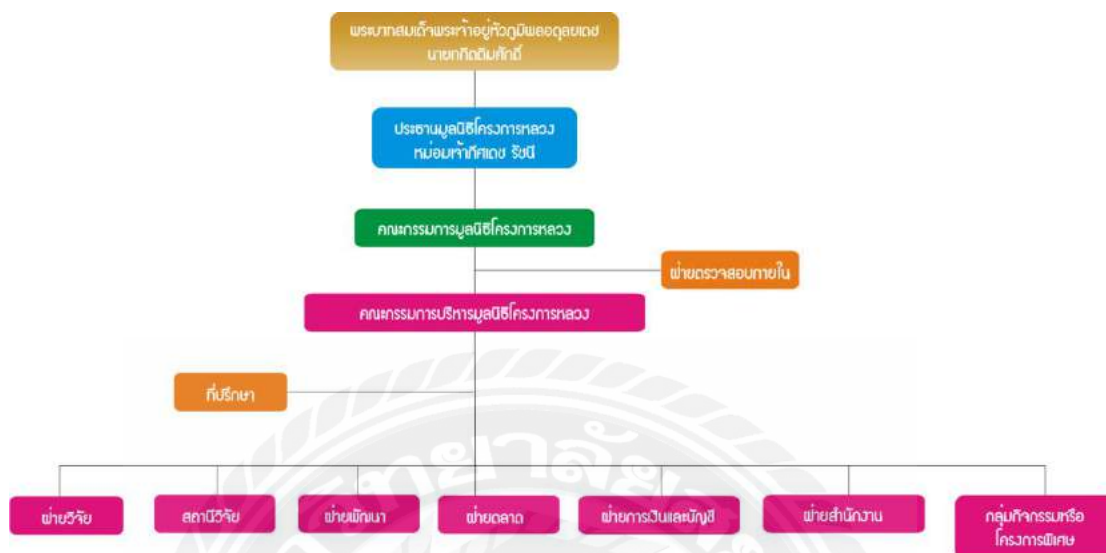 พระบาทสมเด็จพระเจ้าอยู่หัวภูมิพลอดุลยเดช
นายกกิตติมศักดิ์
ประธานมูลนิธิโครงการหลวง
หม่อมเจ้าภีศเดช รัชนี
คณะกรรมการมูลนิธิโครงการหลวง
ฝ่ายตรวจสอบภายใน
คณะกรรมการบริหารมูลนิธิโครงการหลวง
ที่ปรึกษา
ฝ่ายวิจัย
สถานีวิจัย
ฝ่ายพัฒนา
ฝ่ายตลาด
ฝ่ายการเงินและบัญชี
ฝ่ายสำนักงาน
กลุ่มกิจกรรมหรือ
โครงการพิเศษ